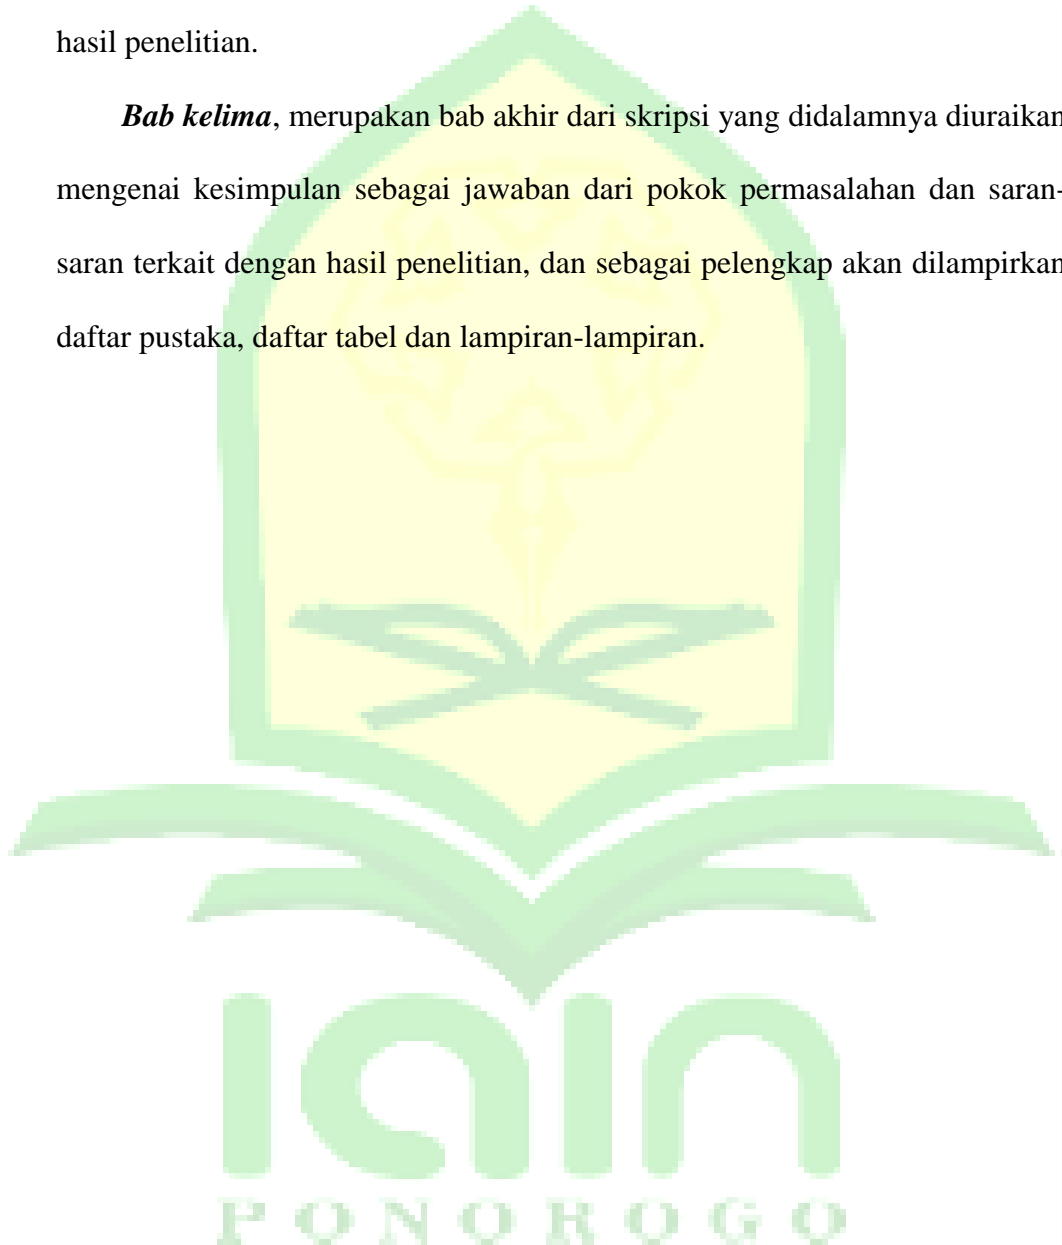 hasil penelitian.
Bab kelima, merupakan bab akhir dari skripsi yang didalamnya diuraikan
mengenai kesimpulan sebagai jawaban dari pokok permasalahan dan saran-
saran terkait dengan hasil penelitian, dan sebagai pelengkap akan dilampirkan
daftar pustaka, daftar tabel dan lampiran-lampiran.
IAIN
PONOROGO